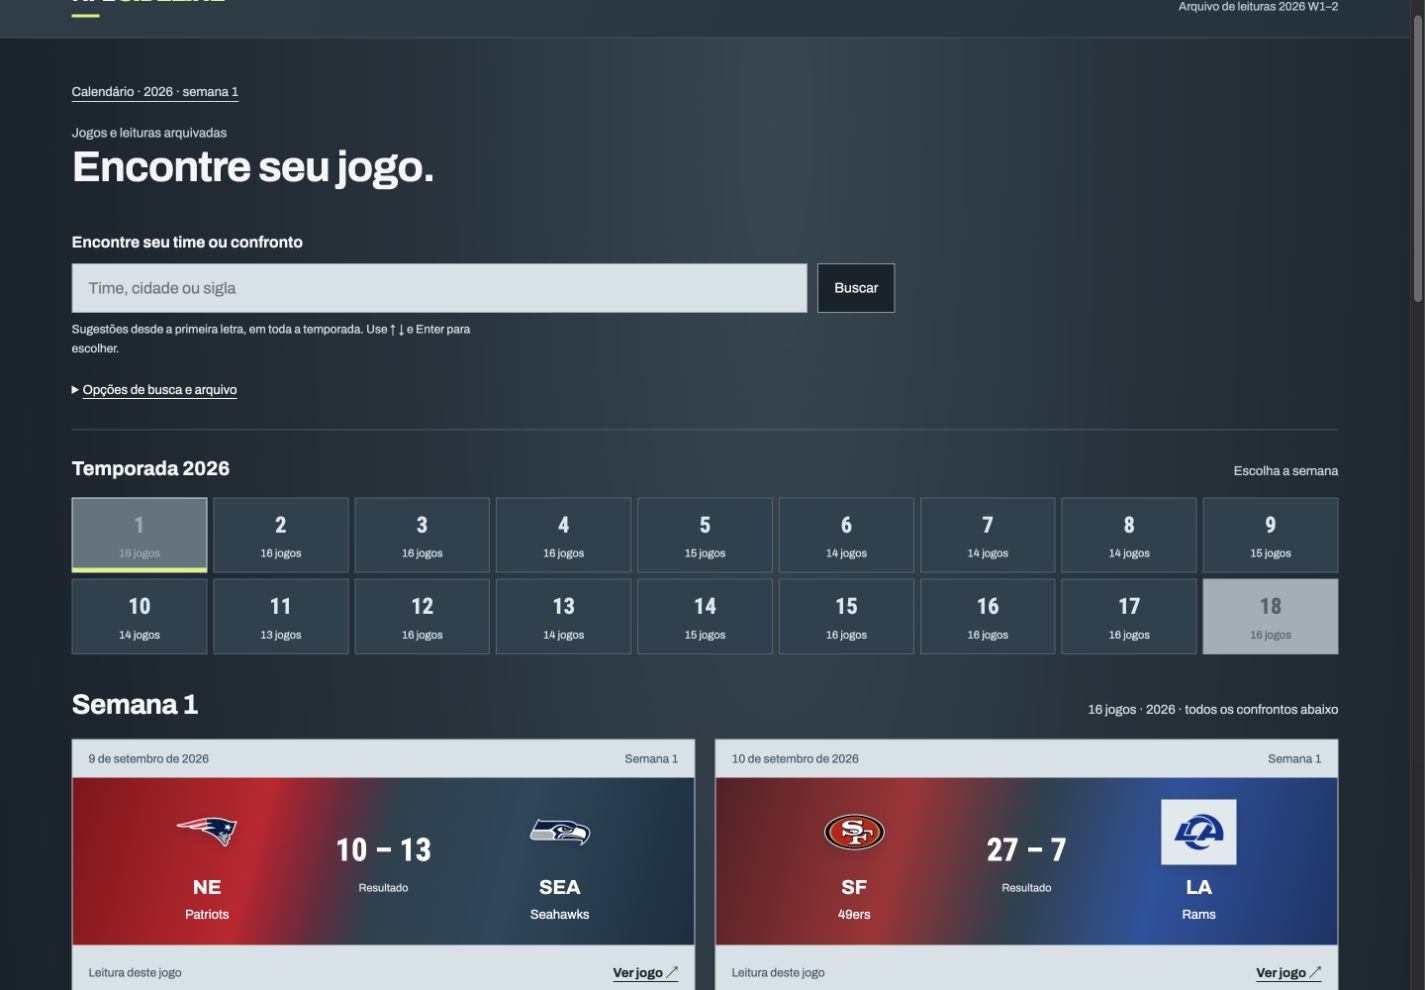 Arquivo de leituras 2026 W1–2
Calendário · 2026 · semana 1
Jogos e leituras arquivadas
Encontre seu jogo.
Encontre seu time ou confronto
Time, cidade ou sigla
Buscar
Sugestões desde a primeira letra, em toda a temporada. Use ↑ ↓ e Enter para
escolher.
Opções de busca e arquivo
Temporada 2026
Escolha a semana
1
16 jogos
2
16 jogos
3
16 jogos
4
16 jogos
5
15 jogos
6
14 jogos
7
14 jogos
8
14 jogos
9
15 jogos
10
14 jogos
11
13 jogos
12
16 jogos
13
14 jogos
14
15 jogos
15
16 jogos
16
16 jogos
17
16 jogos
18
16 jogos
Semana 1
16 jogos · 2026 · todos os confrontos abaixo
9 de setembro de 2026
Semana 1
10 – 13
Resultado
NE
Patriots
SEA
Seahawks
Leitura deste jogo
Ver jogo ↗
10 de setembro de 2026
Semana 1
SF
27 – 7
Resultado
SF
49ers
LA
LA
Rams
Leitura deste jogo
Ver jogo ↗